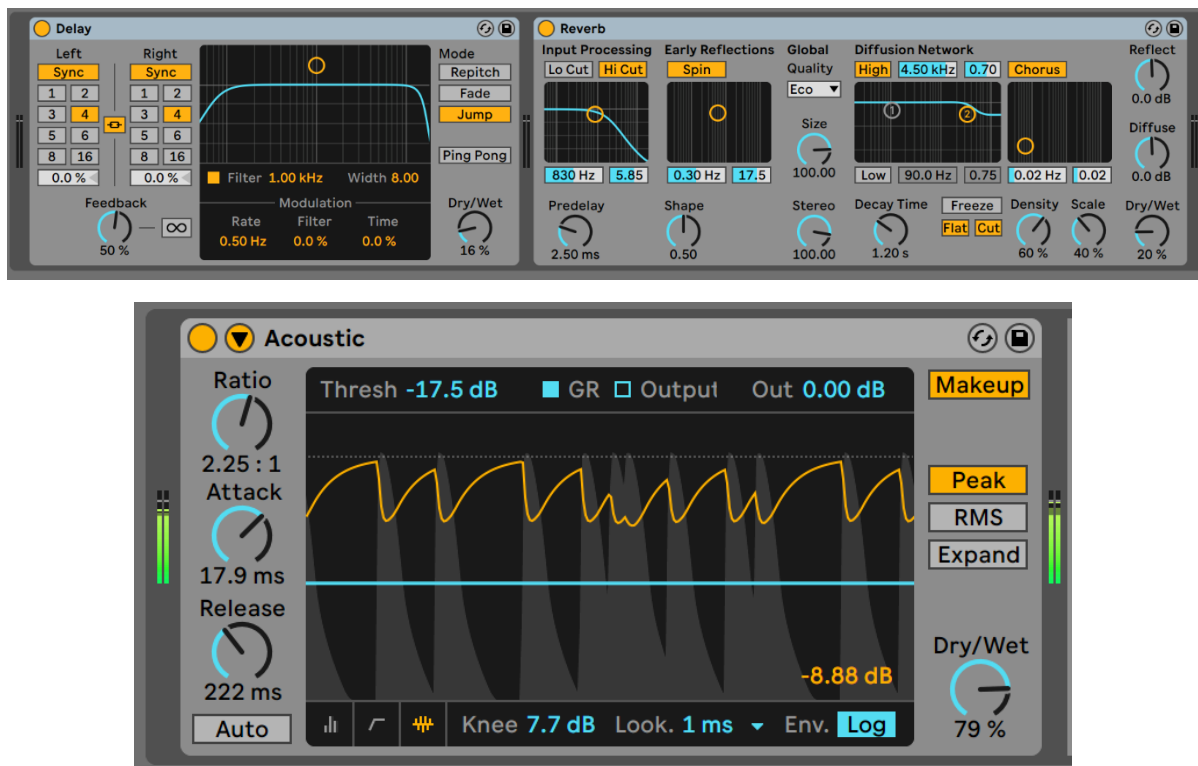 Delay
Left Right
Sync Sync
1 2 1 2
3 4 3 4
5 6 5 6
8 16 8 16
0.0 % 0.0 %
Feedback
50 %
Filter 1.00 kHz Width 8.00
Modulation
Rate Filter Time
0.50 Hz 0.0 % 0.0 %
Mode
Repitch
Fade
Jump
Ping Pong
Dry/Wet
16 %
Reverb
Input Processing
Lo Cut Hi Cut
830 Hz 5.85
Predelay
2.50 ms
Early Reflections
Spin
0.30 Hz 17.5
Shape
0.50
Global
Quality
Eco
Size
100.00
Stereo
100.00
Diffusion Network
High 4.50 kHz 0.70 Chorus
1 2
Low 90.0 Hz 0.75 0.02 Hz 0.02
Decay Time
1.20 s
Freeze
Flat Cut
Density Scale
60 % 40 %
Reflect
0.0 dB
Diffuse
0.0 dB
Dry/Wet
20 %
Acoustic
Ratio
2.25 : 1
Attack
17.9 ms
Release
222 ms
Auto
Thresh -17.5 dB GR Output Out 0.00 dB
-8.88 dB
Knee 7.7 dB Look. 1 ms Env. Log
Makeup
Peak
RMS
Expand
Dry/Wet
79 %